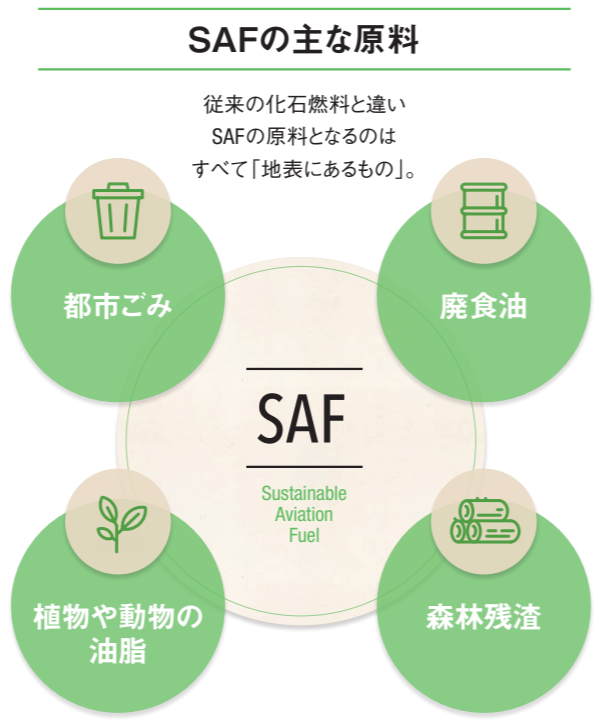 SAFの主な原料
従来の化石燃料と違い
SAFの原料となるのは
すべて「地表にあるもの」。
都市ごみ
廃食油
SAF
Sustainable
Aviation
Fuel
植物や動物の
油脂
森林残渣